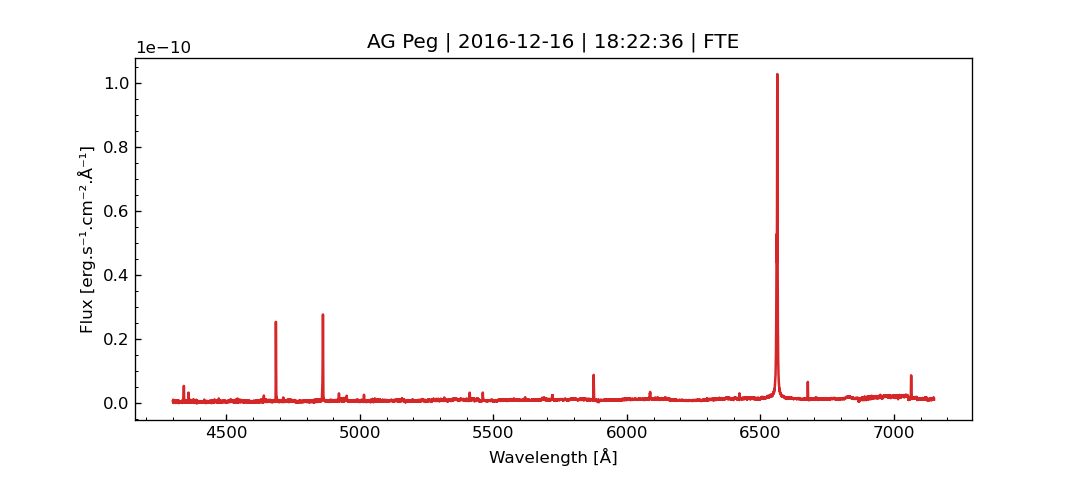 AG Peg | 2016-12-16 | 18:22:36 | FTE
1e−10
1.0
0.8
0.6
0.4
0.2
0.0
Flux [erg.s⁻¹.cm⁻².Å⁻¹]
4500 5000 5500 6000 6500 7000
Wavelength [Å]